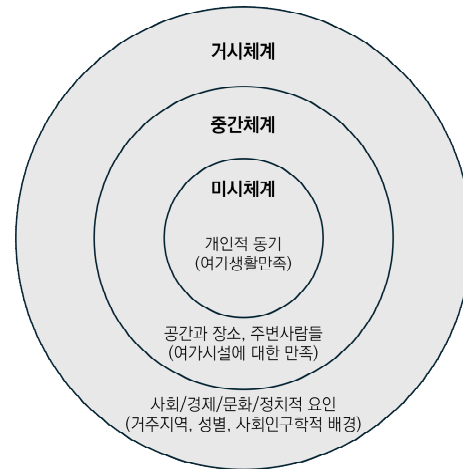 거시체계
중간체계
미시체계
개인적 동기
(여기생활만족)
공간과 장소, 주변사람들
(여가시설에 대한 만족)
사회/경제/문화/정치적 요인
(거주지역, 성별, 사회인구학적 배경)